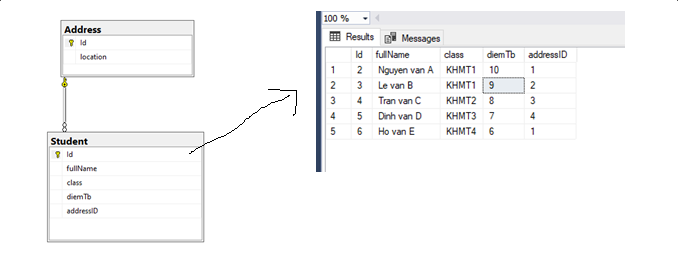 Address
Id
location
Student
Id
fullName
class
diemTb
addressID
100 %
Results Messages
Id fullName class diemTb addressID
1 2 Nguyen van A KHMT1 10 1
2 3 Le van B KHMT1 9 2
3 4 Tran van C KHMT2 8 3
4 5 Dinh van D KHMT3 7 4
5 6 Ho van E KHMT4 6 1